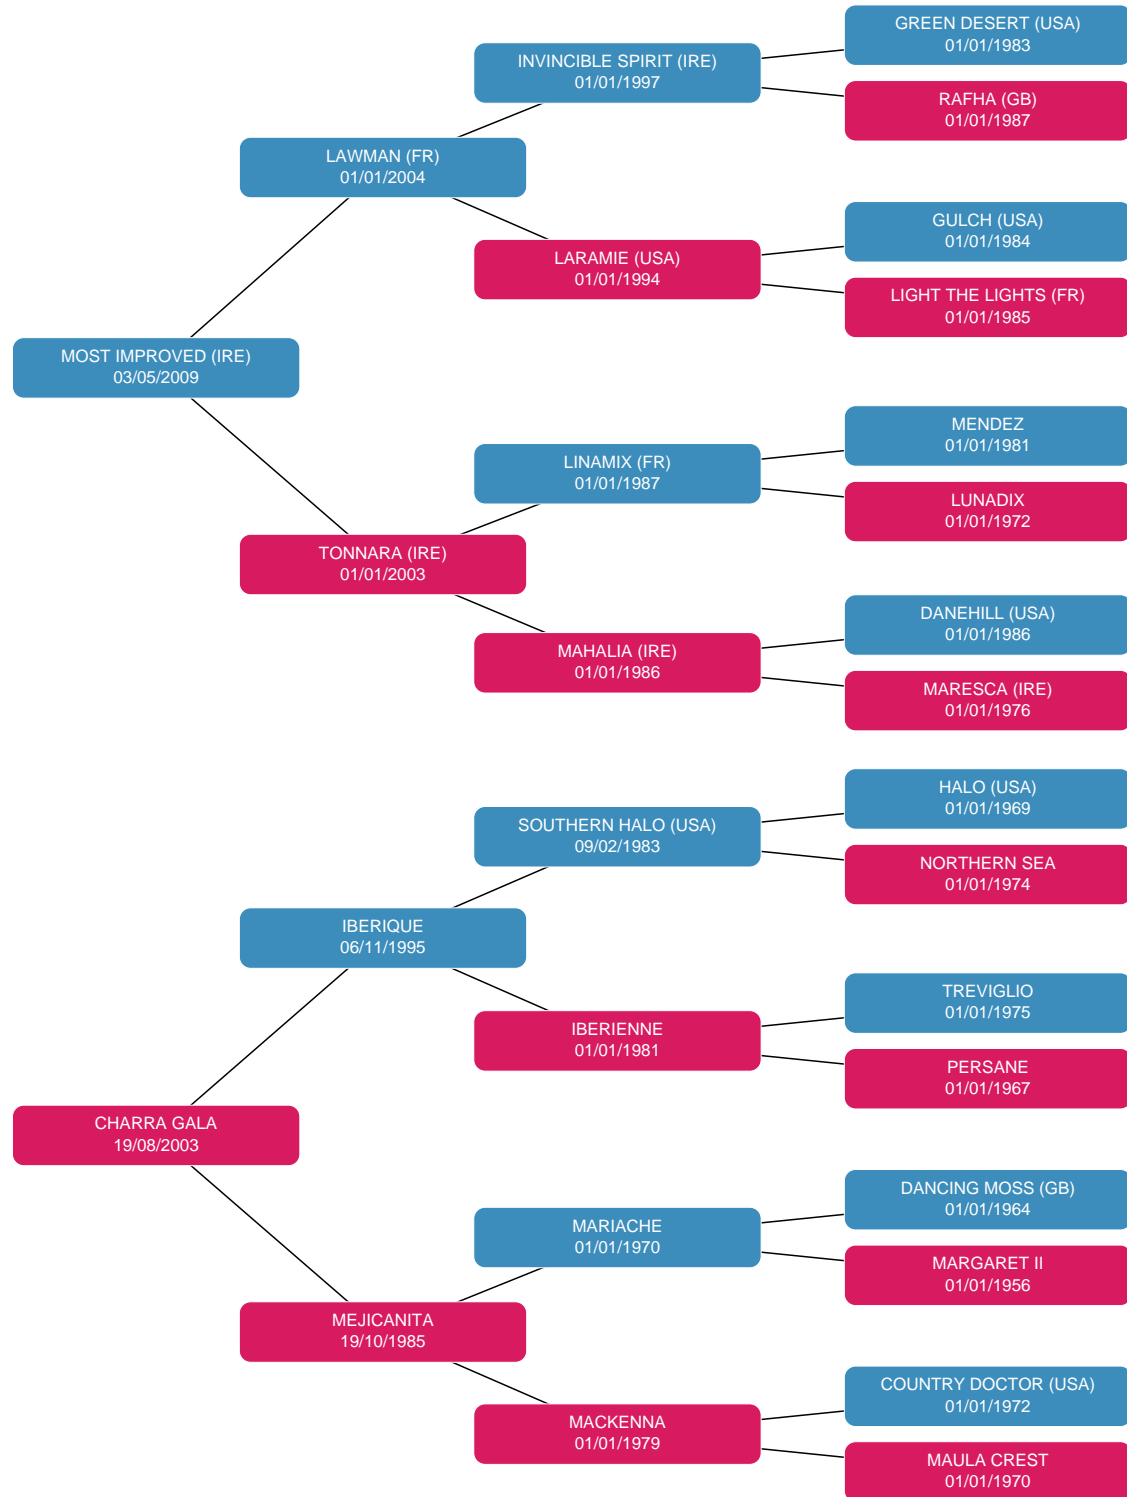 GREEN DESERT (USA)
01/01/1983
INVINCIBLE SPIRIT (IRE)
01/01/1997
RAFHA (GB)
01/01/1987
LAWMAN (FR)
01/01/2004
GULCH (USA)
01/01/1984
LARAMIE (USA)
01/01/1994
LIGHT THE LIGHTS (FR)
01/01/1985
MOST IMPROVED (IRE)
03/05/2009
MENDEZ
01/01/1981
LINAMIX (FR)
01/01/1987
LUNADIX
01/01/1972
TONNARA (IRE)
01/01/2003
DANEHILL (USA)
01/01/1986
MAHALIA (IRE)
01/01/1986
MARESCA (IRE)
01/01/1976
HALO (USA)
01/01/1969
SOUTHERN HALO (USA)
09/02/1983
NORTHERN SEA
01/01/1974
IBERIQUE
06/11/1995
TREVIGLIO
01/01/1975
IBERIENNE
01/01/1981
PERSANE
01/01/1967
CHARRA GALA
19/08/2003
DANCING MOSS (GB)
01/01/1964
MARIACHE
01/01/1970
MARGARET II
01/01/1956
MEJICANITA
19/10/1985
COUNTRY DOCTOR (USA)
01/01/1972
MACKENNA
01/01/1979
MAULA CREST
01/01/1970